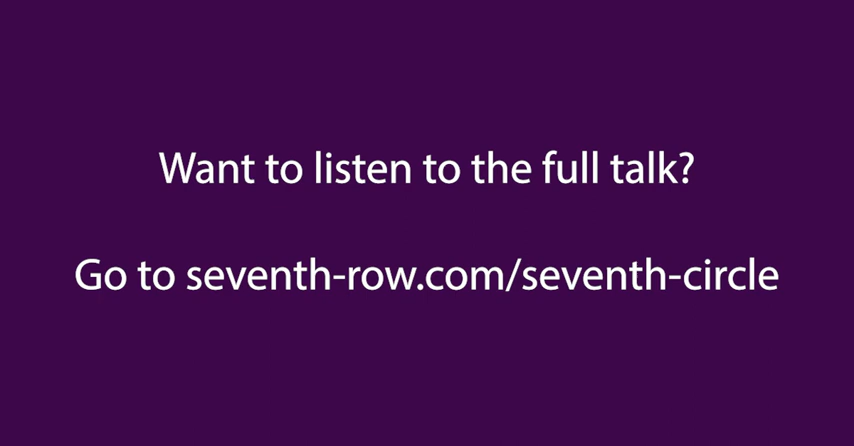 Want to listen to the full talk?
Go to seventh-row.com/seventh-circle